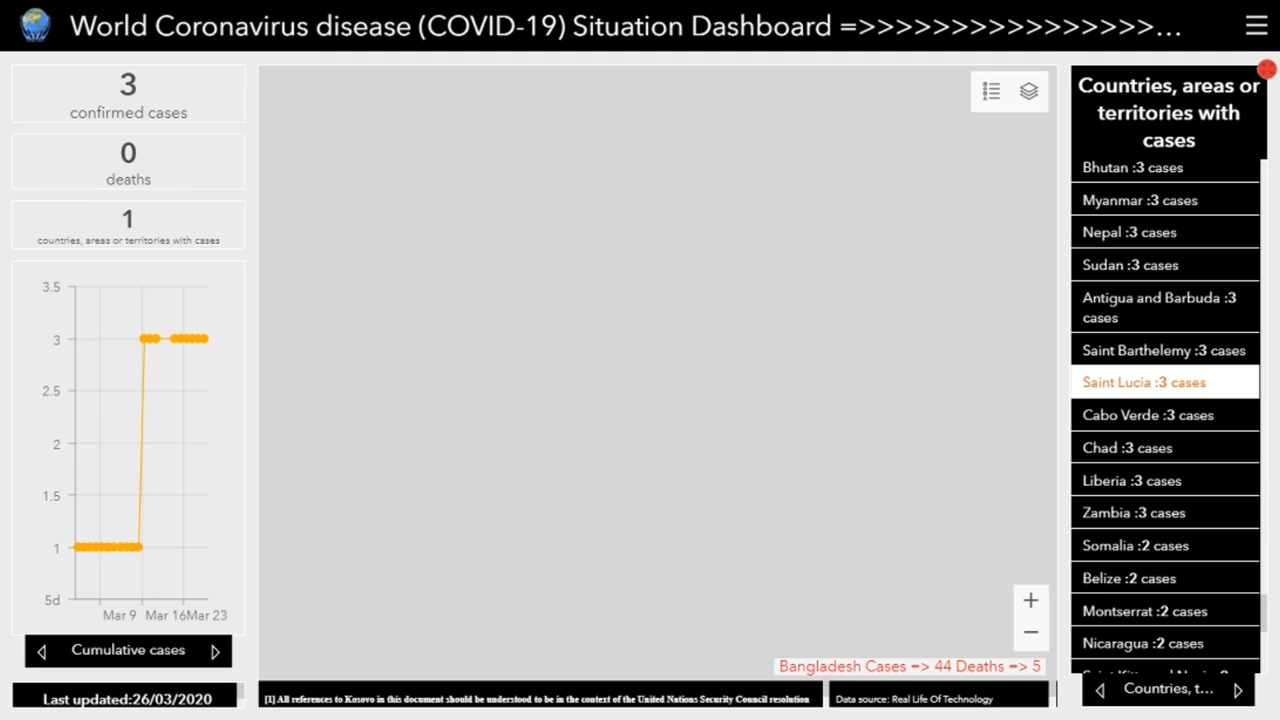 World Coronavirus disease (COVID-19) Situation Dashboard =>>>>>>>>>>>>>>>>>...
3
confirmed cases
0
deaths
1
countries, areas or territories with cases
3.5
3
2.5
2
1.5
1
5d
Mar 9 Mar 16 Mar 23
Cumulative cases
Last updated:26/03/2020
Bangladesh Cases => 44 Deaths => 5
[1] All references to Kosovo in this document should be understood to be in the context of the United Nations Security Council resolution
Data source: Real Life Of Technology
Countries, areas or
territories with
cases
Bhutan :3 cases
Myanmar :3 cases
Nepal :3 cases
Sudan :3 cases
Antigua and Barbuda :3
cases
Saint Barthelemy :3 cases
Saint Lucia :3 cases
Cabo Verde :3 cases
Chad :3 cases
Liberia :3 cases
Zambia :3 cases
Somalia :2 cases
Belize :2 cases
Montserrat :2 cases
Nicaragua :2 cases
Countries, t...